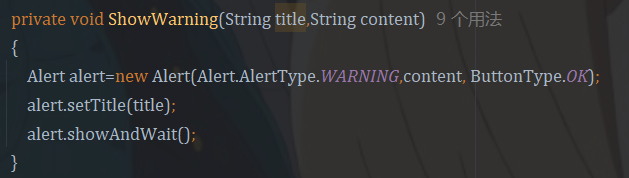 private void ShowWarning(String title,String content) 9 个用法
{
Alert alert=new Alert(Alert.AlertType.WARNING,content, ButtonType.OK);
alert.setTitle(title);
alert.showAndWait();
}